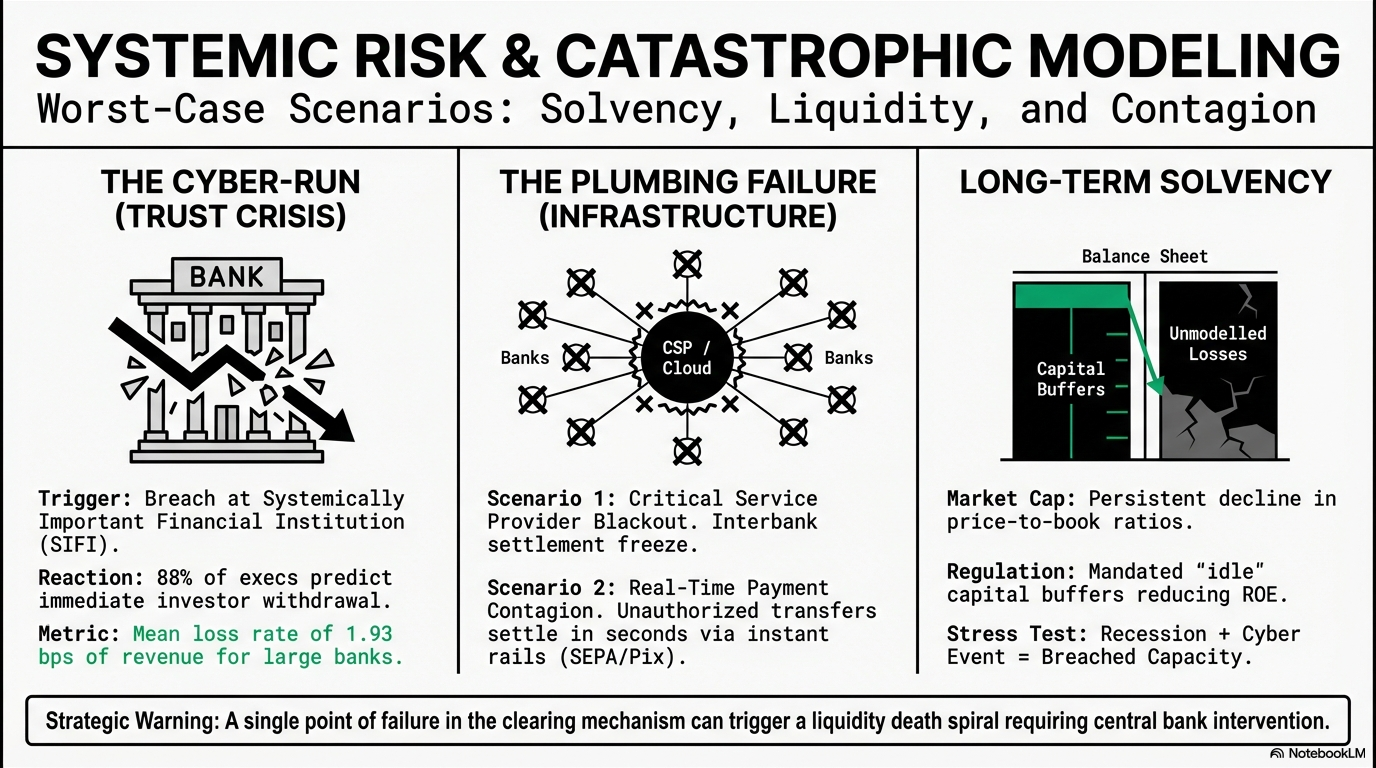 SYSTEMIC RISK & CATASTROPHIC MODELING
Worst-Case Scenarios: Solvency, Liquidity, and Contagion
THE CYBER-RUN
(TRUST CRISIS)
BANK
Trigger: Breach at Systemically
Important Financial Institution
(SIFI).
Reaction: 88% of execs predict
immediate investor withdrawal.
Metric: Mean loss rate of 1.93
bps of revenue for large banks.
THE PLUMBING FAILURE
(INFRASTRUCTURE)
Banks
CSP /
Cloud
Banks
Scenario 1: Critical Service
Provider Blackout. Interbank
settlement freeze.
Scenario 2: Real-Time Payment
Contagion. Unauthorized transfers
settle in seconds via instant
rails (SEPA/Pix).
LONG-TERM SOLVENCY
Balance Sheet
Capital
Buffers
Unmodelled
Losses
Market Cap: Persistent decline in
price-to-book ratios.
Regulation: Mandated “idle”
capital buffers reducing ROE.
Stress Test: Recession + Cyber
Event = Breached Capacity.
Strategic Warning: A single point of failure in the clearing mechanism can trigger a liquidity death spiral requiring central bank intervention.
NotebookLM